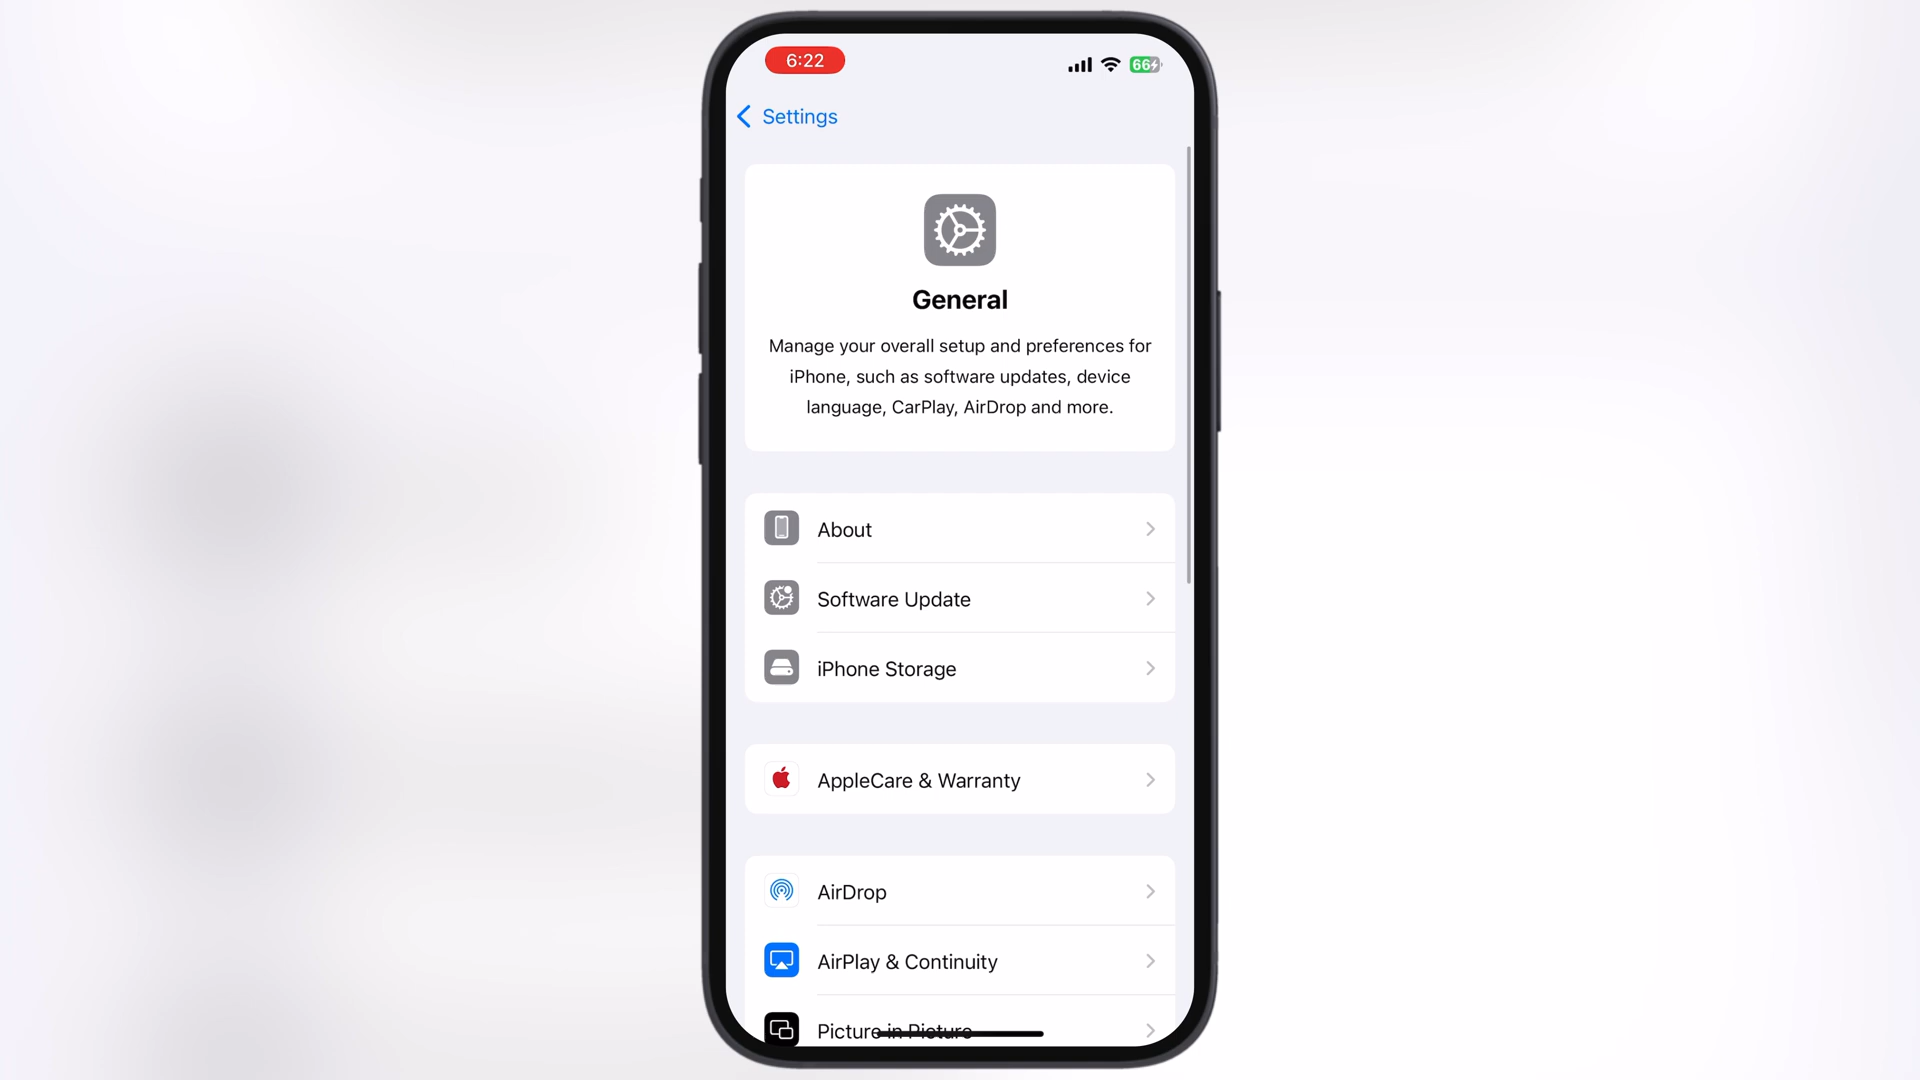 6:22
66
Settings
General
Manage your overall setup and preferences for
iPhone, such as software updates, device
language, CarPlay, AirDrop and more.
About
Software Update
iPhone Storage
AppleCare & Warranty
AirDrop
AirPlay & Continuity
Picture in Picture